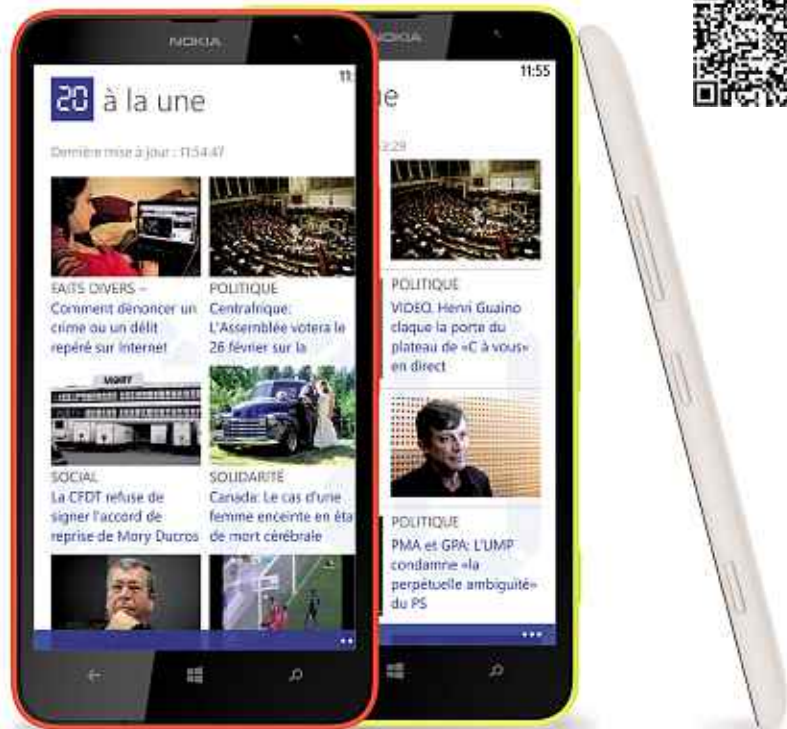 NOKIA
20 à la une
11:
Dernière mise à jour : 11:54:47
FAITS DIVERS –
Comment dénoncer un
crime ou un délit
repéré sur Internet
POLITIQUE
Centrafrique:
L'Assemblée votera le
26 février sur la
MORY
SOCIAL
La CFDT refuse de
signer l'accord de
reprise de Mory Ducros
SOLIDARITÉ
Canada: Le cas d'une
femme enceinte en éta
de mort cérébrale
NOKIA
11:55
ne
:29
POLITIQUE
VIDEO. Henri Guaino
claque la porte du
plateau de «C à vous»
en direct
POLITIQUE
PMA et GPA: L'UMP
condamne «la
perpétuelle ambiguïté»
du PS